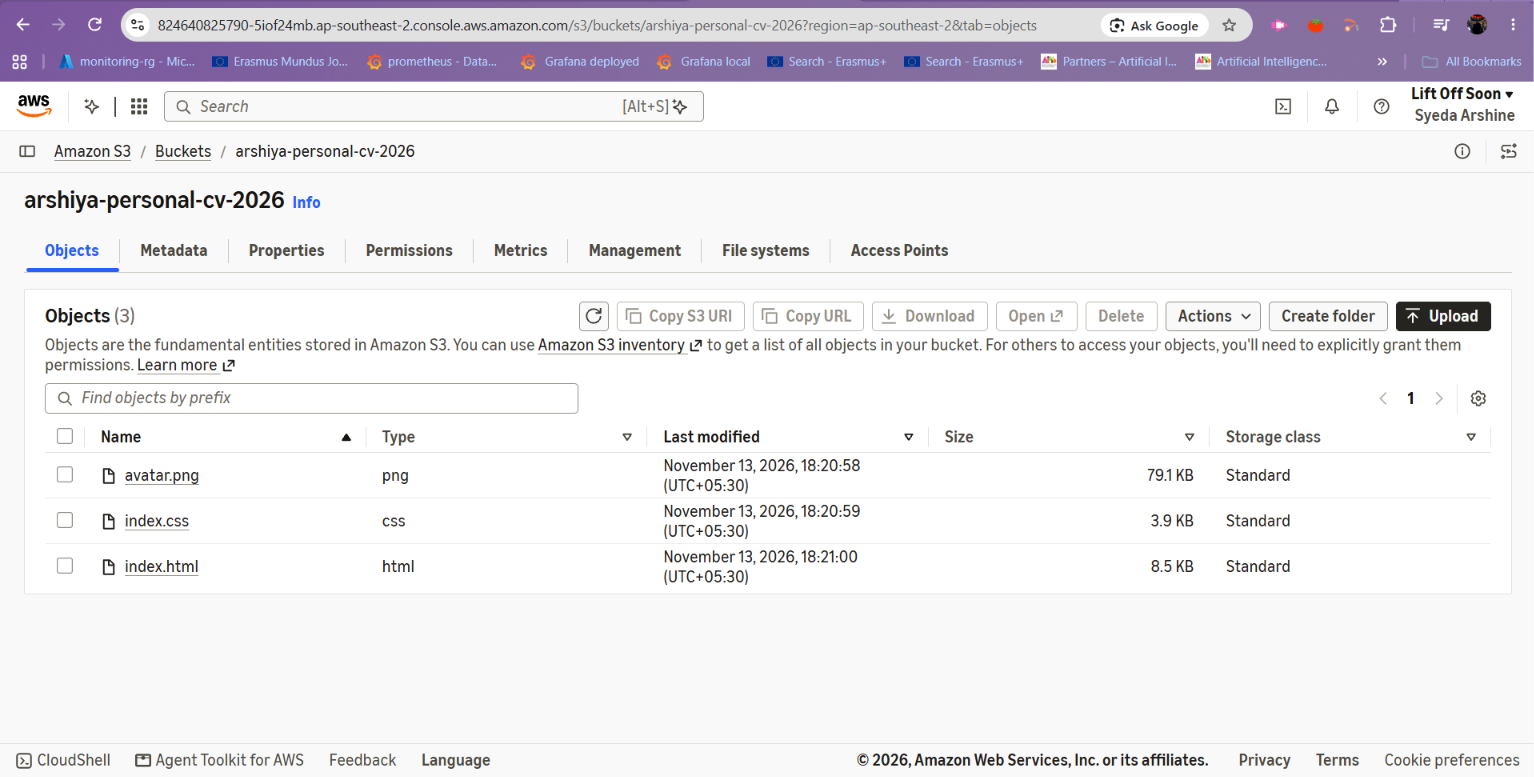 824640825790-5iof24mb.ap-southeast-2.console.aws.amazon.com/s3/buckets/arshiya-personal-cv-2026?region=ap-southeast-2&tab=objects Ask Google
monitoring-rg - Mic... Erasmus Mundus Jo... prometheus - Data... Grafana deployed Grafana local Search - Erasmus+ Search - Erasmus+ Partners – Artificial I... Artificial Intelligenc... » All Bookmarks
aws Search [Alt+S] Lift Off Soon
Syeda Arshine
Amazon S3 / Buckets / arshiya-personal-cv-2026
arshiya-personal-cv-2026 Info
Objects Metadata Properties Permissions Metrics Management File systems Access Points
Objects (3) Copy S3 URI Copy URL Download Open Delete Actions Create folder Upload
Objects are the fundamental entities stored in Amazon S3. You can use Amazon S3 inventory to get a list of all objects in your bucket. For others to access your objects, you'll need to explicitly grant them
permissions. Learn more
Find objects by prefix 1
Name Type Last modified Size Storage class
avatar.png png November 13, 2026, 18:20:58 79.1 KB Standard
(UTC+05:30)
index.css css November 13, 2026, 18:20:59 3.9 KB Standard
(UTC+05:30)
index.html html November 13, 2026, 18:21:00 8.5 KB Standard
(UTC+05:30)
CloudShell Agent Toolkit for AWS Feedback Language © 2026, Amazon Web Services, Inc. or its affiliates. Privacy Terms Cookie preferences